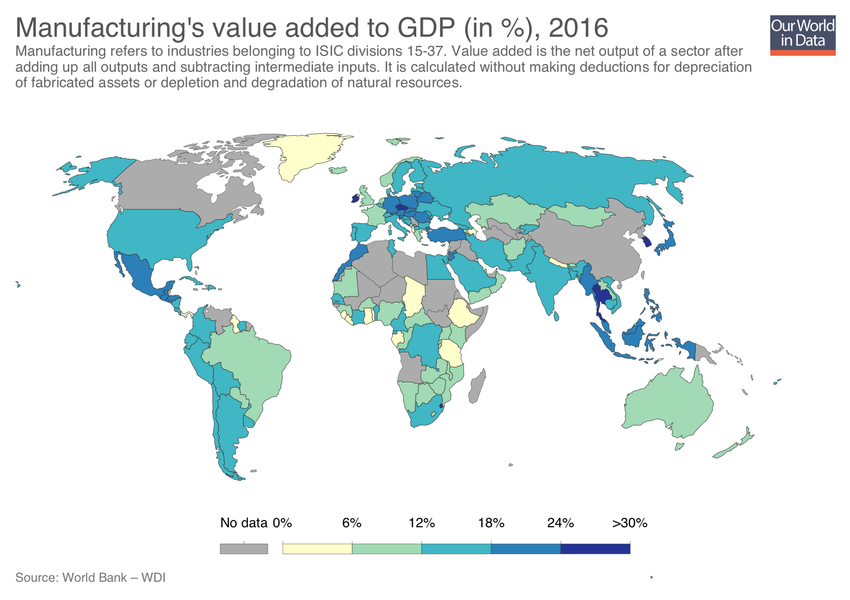 Manufacturing's value added to GDP (in %), 2016
Our World
in Data
Manufacturing refers to industries belonging to ISIC divisions 15-37. Value added is the net output of a sector after
adding up all outputs and subtracting intermediate inputs. It is calculated without making deductions for depreciation
of fabricated assets or depletion and degradation of natural resources.
No data 0% 6% 12% 18% 24% >30%
Source: World Bank – WDI